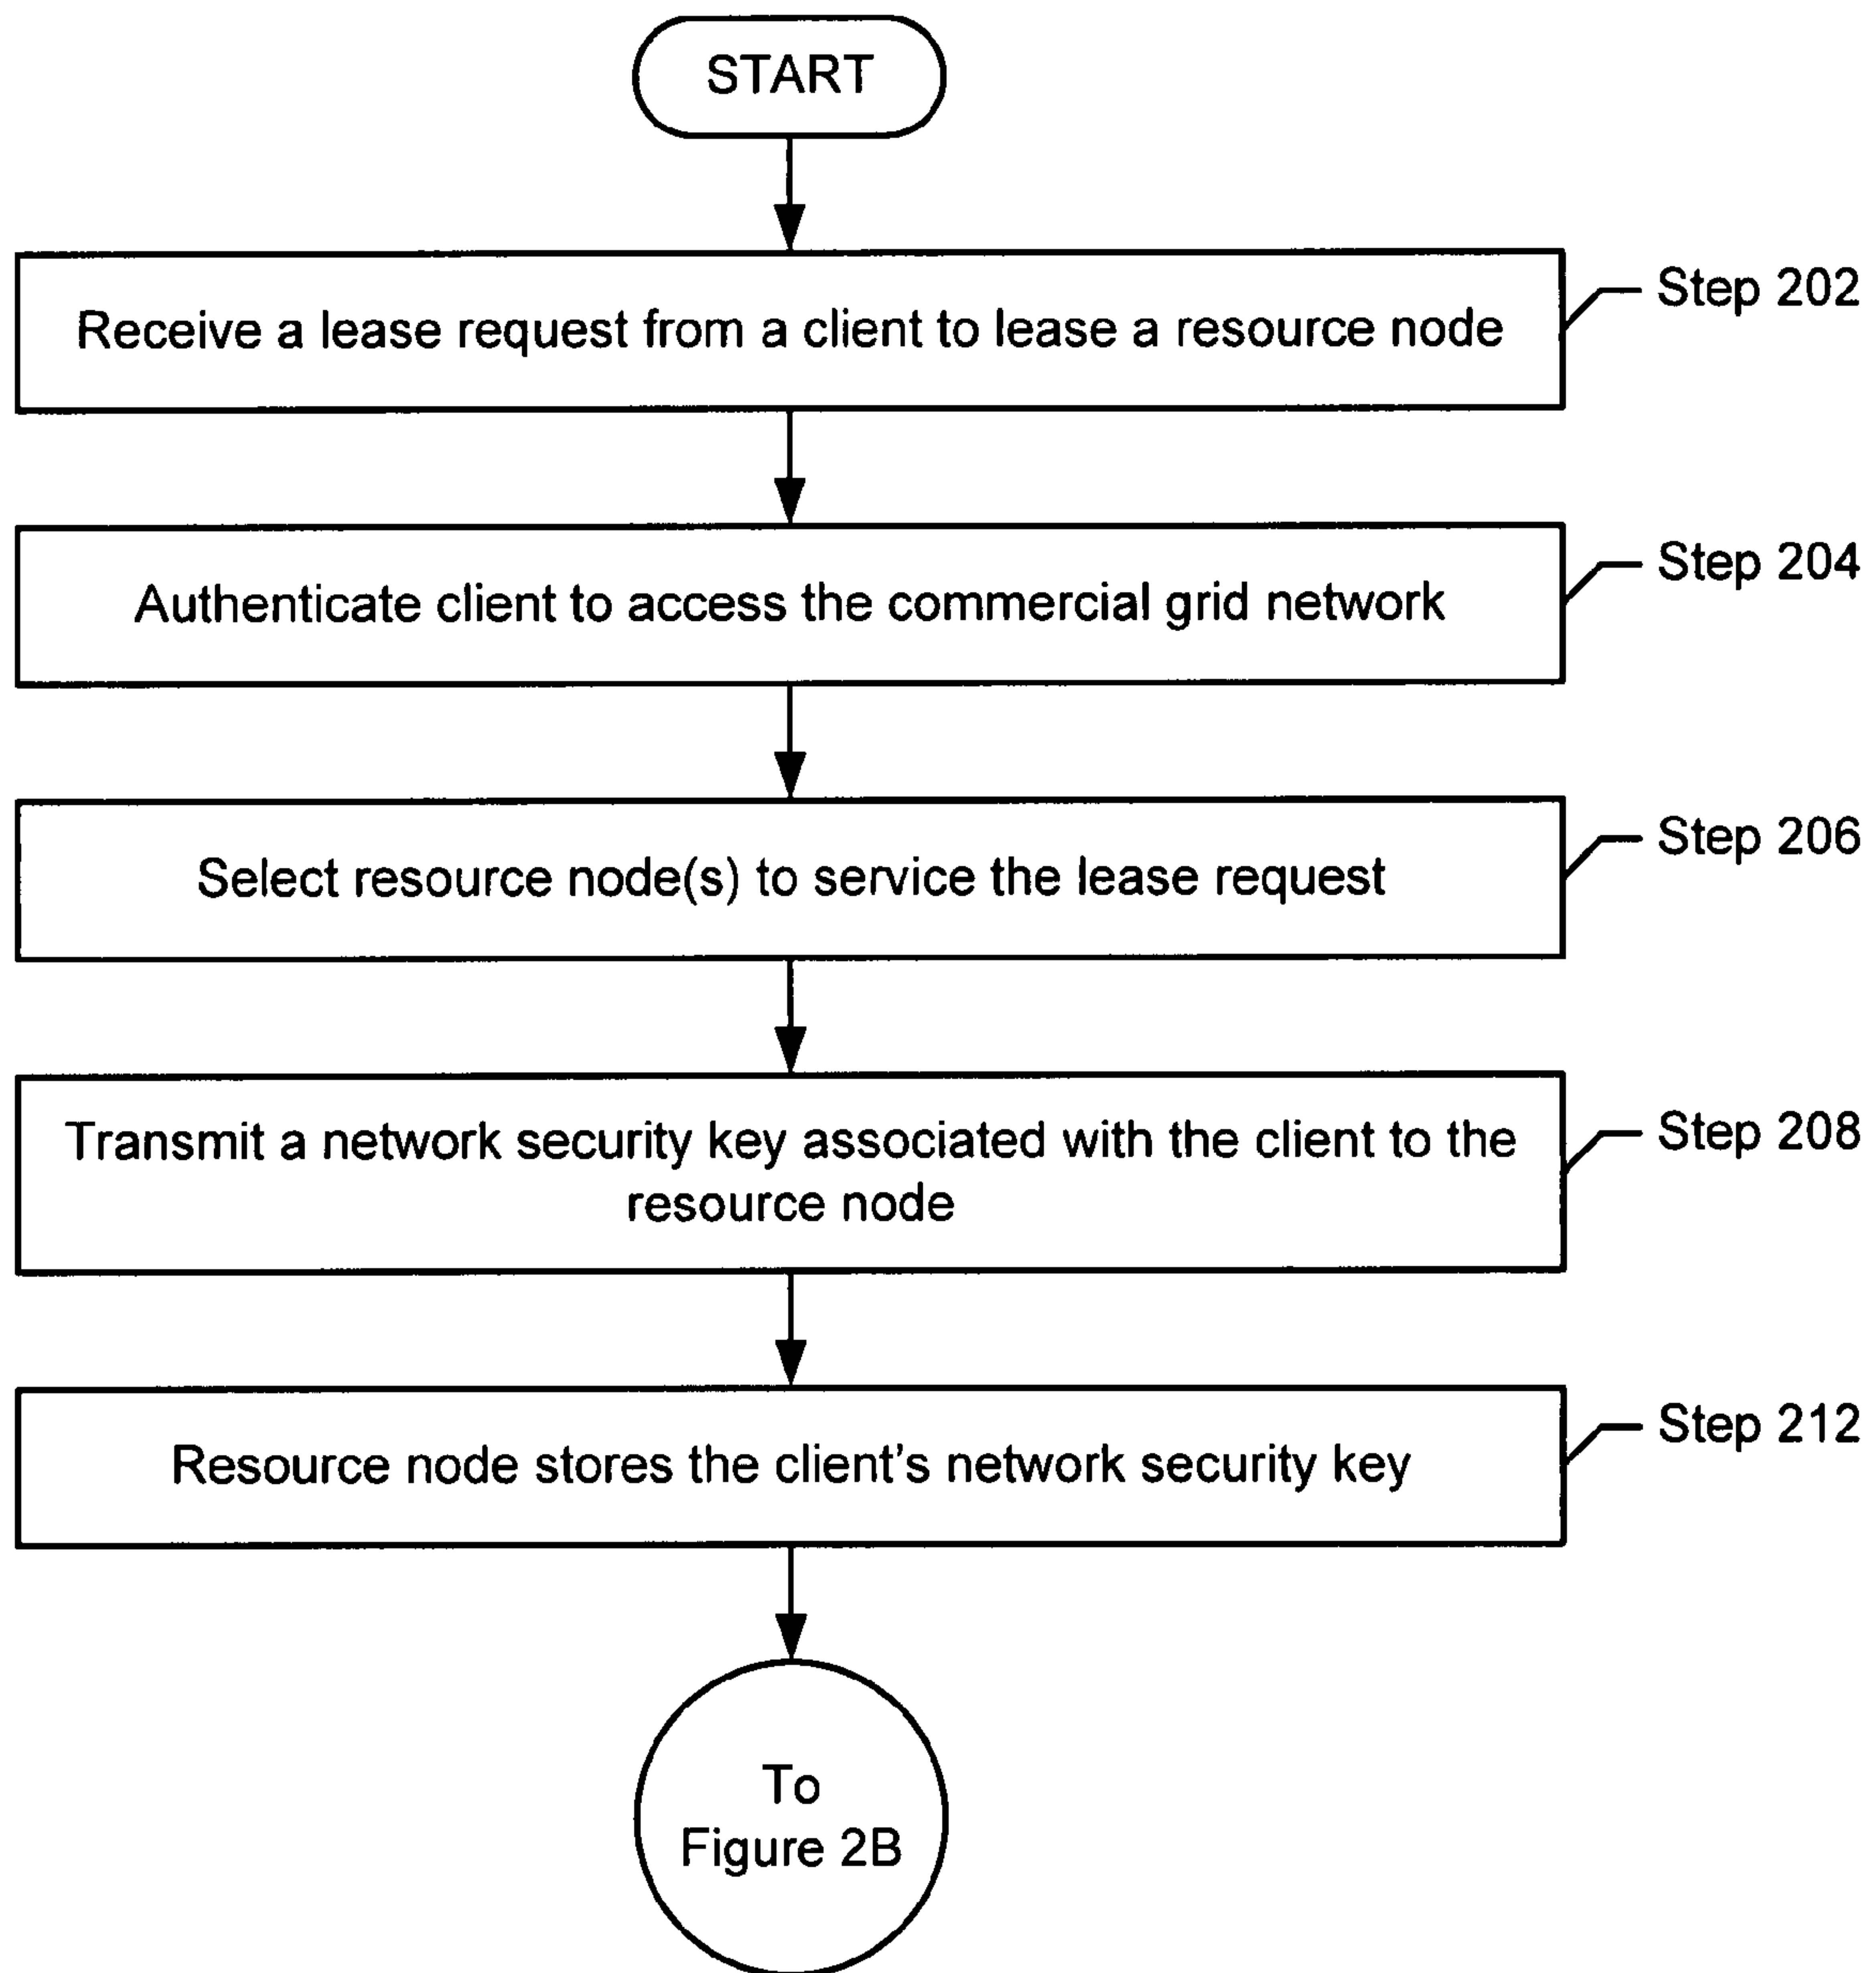 START
Receive a lease request from a client to lease a resource node
Step 202
Authenticate client to access the commercial grid network
Step 204
Select resource node(s) to service the lease request
Step 206
Transmit a network security key associated with the client to the
resource node
Step 208
Resource node stores the client's network security key
Step 212
To
Figure 2B